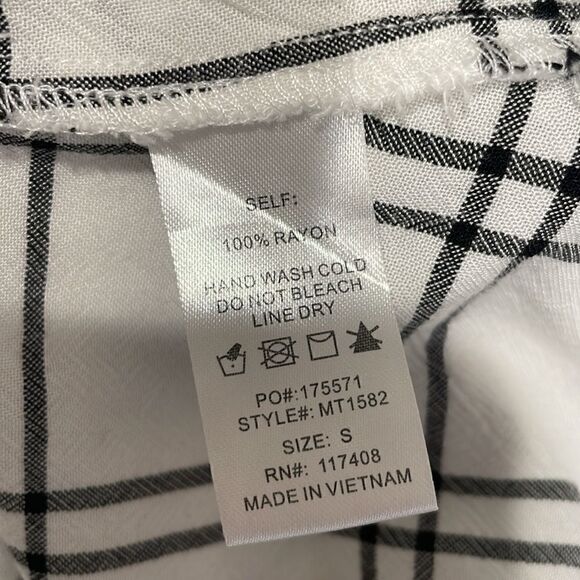 SELF:
100% RAYON
HAND WASH COLD
DO NOT BLEACH
LINE DRY
PO#:175571
STYLE#: MT1582
SIZE: S
RN#: 117408
MADE IN VIETNAM